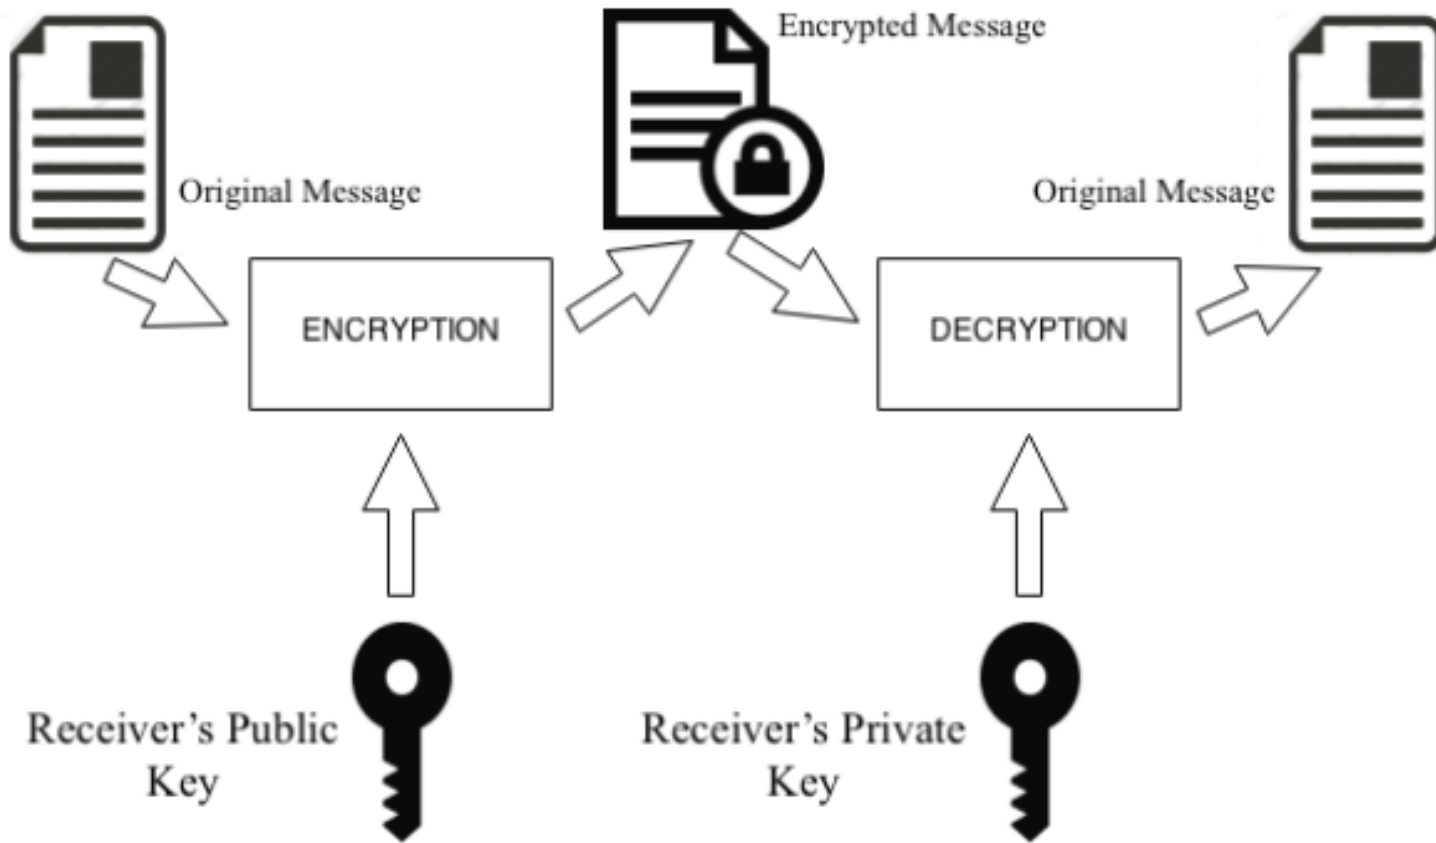 Encrypted Message
Original Message
Original Message
ENCRYPTION
DECRYPTION
Receiver’s Public
Key
Receiver’s Private
Key